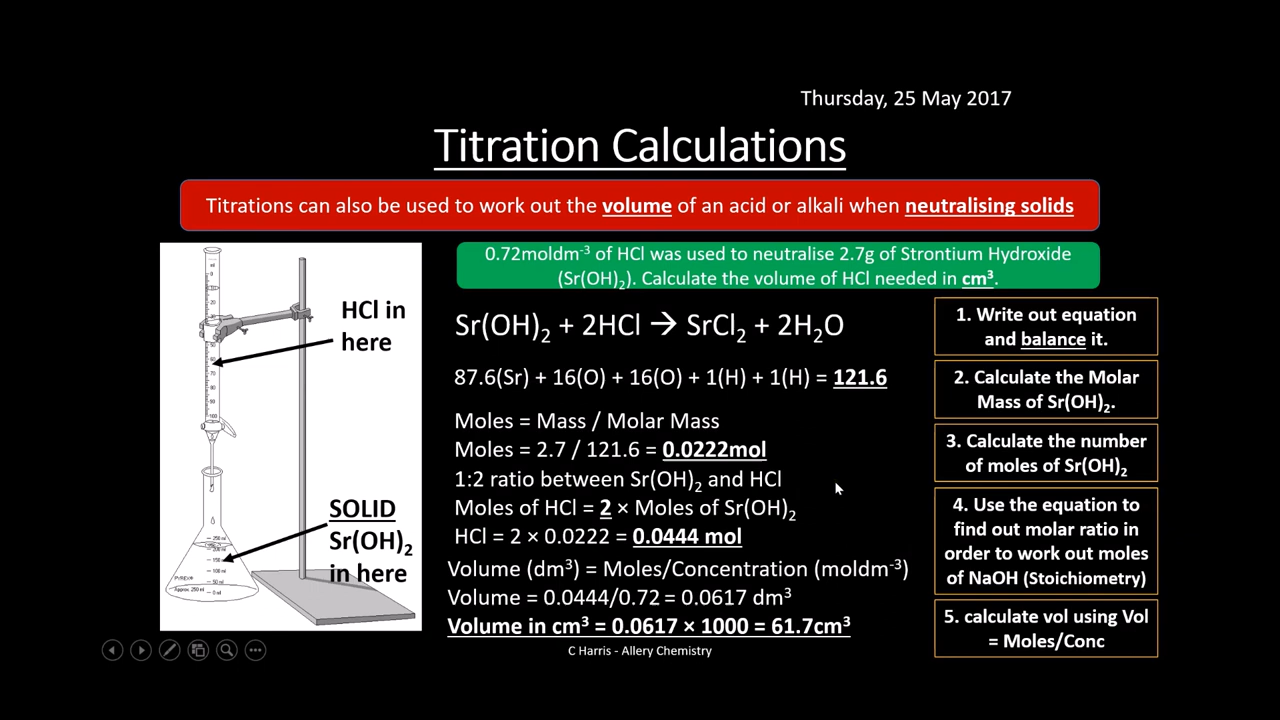 Thursday, 25 May 2017
Titration Calculations
Titrations can also be used to work out the volume of an acid or alkali when neutralising solids
0.72moldm⁻³ of HCl was used to neutralise 2.7g of Strontium Hydroxide
(Sr(OH)₂). Calculate the volume of HCl needed in cm³.
HCl in
here
SOLID
Sr(OH)₂
in here
Sr(OH)₂ + 2HCl → SrCl₂ + 2H₂O
87.6(Sr) + 16(O) + 16(O) + 1(H) + 1(H) = 121.6
Moles = Mass / Molar Mass
Moles = 2.7 / 121.6 = 0.0222mol
1:2 ratio between Sr(OH)₂ and HCl
Moles of HCl = 2 × Moles of Sr(OH)₂
HCl = 2 × 0.0222 = 0.0444 mol
Volume (dm³) = Moles/Concentration (moldm⁻³)
Volume = 0.0444/0.72 = 0.0617 dm³
Volume in cm³ = 0.0617 × 1000 = 61.7cm³
1. Write out equation
and balance it.
2. Calculate the Molar
Mass of Sr(OH)₂.
3. Calculate the number
of moles of Sr(OH)₂
4. Use the equation to
find out molar ratio in
order to work out moles
of NaOH (Stoichiometry)
5. calculate vol using Vol
= Moles/Conc
C Harris - Allery Chemistry